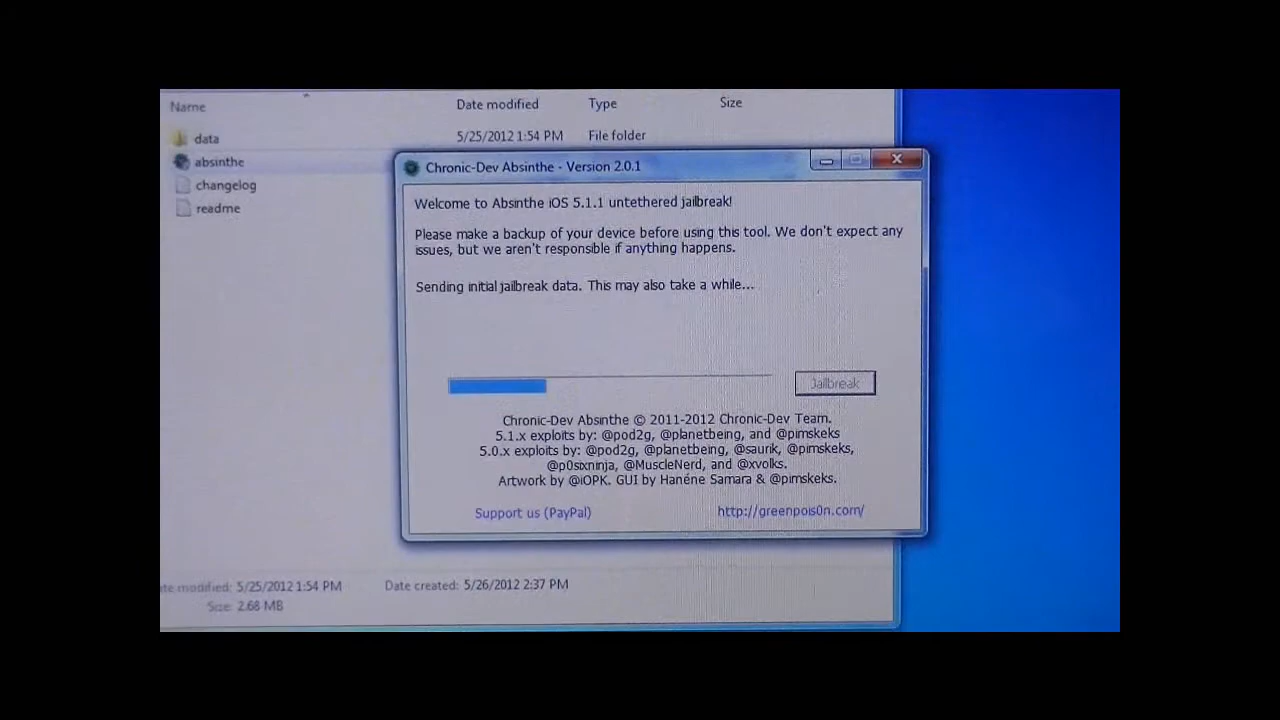 Name Date modified Type Size
data 5/25/2012 1:54 PM File folder
absinthe
changelog
readme
Chronic-Dev Absinthe - Version 2.0.1
Welcome to Absinthe iOS 5.1.1 untethered jailbreak!
Please make a backup of your device before using this tool. We don't expect any
issues, but we aren't responsible if anything happens.
Sending initial jailbreak data. This may also take a while...
Jailbreak
Chronic-Dev Absinthe © 2011-2012 Chronic-Dev Team.
5.1.x exploits by: @pod2g, @planetbeing, and @pimskeks
5.0.x exploits by: @pod2g, @planetbeing, @saurik, @pimskeks,
@p0sixninja, @MuscleNerd, and @xvolks.
Artwork by @iOPK. GUI by Hanéne Samara & @pimskeks.
Support us (PayPal) http://greenpois0n.com/
te modified: 5/25/2012 1:54 PM Date created: 5/26/2012 2:37 PM
Size: 2.68 MB